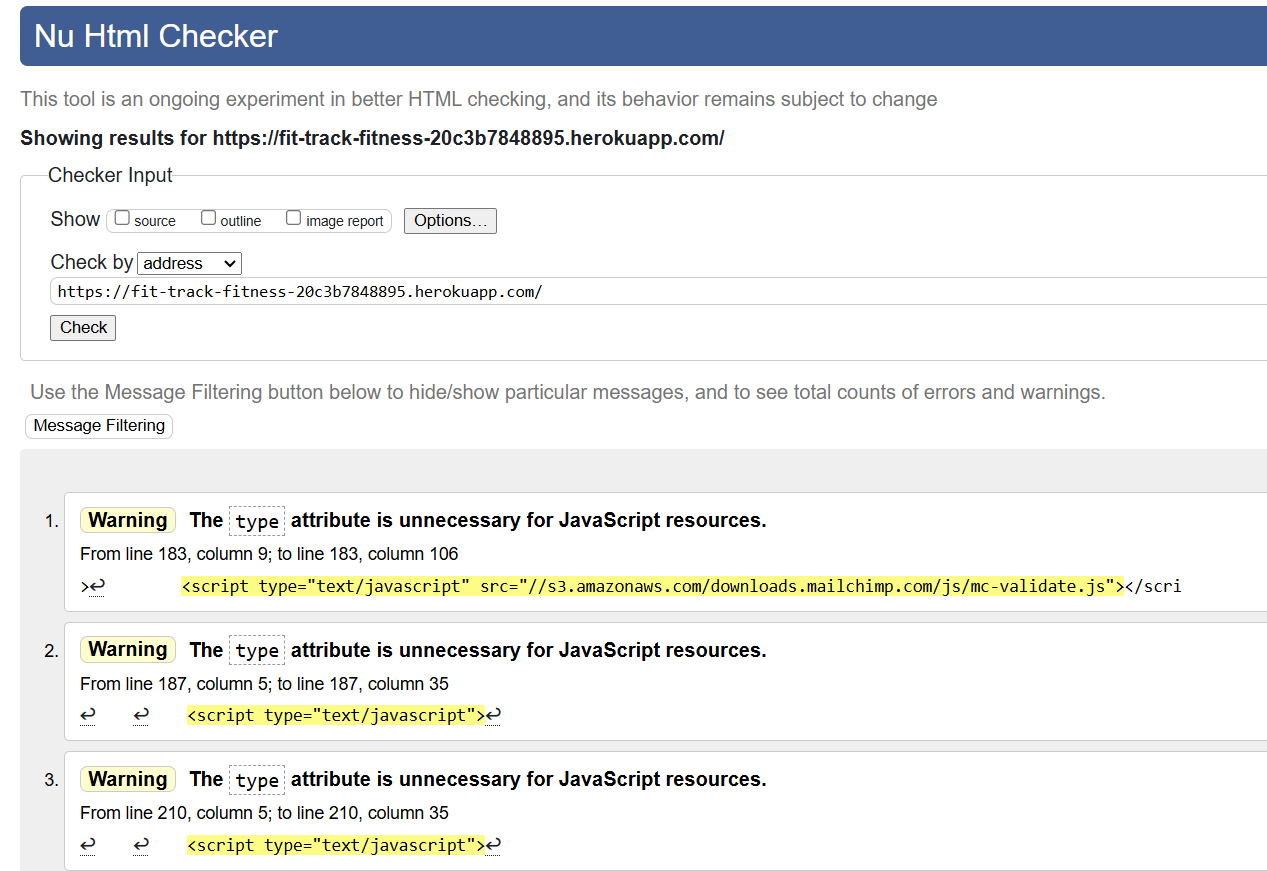 Nu Html Checker
This tool is an ongoing experiment in better HTML checking, and its behavior remains subject to change
Showing results for https://fit-track-fitness-20c3b7848895.herokuapp.com/
Checker Input
Show source outline image report Options...
Check by address
https://fit-track-fitness-20c3b7848895.herokuapp.com/
Check
Use the Message Filtering button below to hide/show particular messages, and to see total counts of errors and warnings.
Message Filtering
1. Warning The type attribute is unnecessary for JavaScript resources.
From line 183, column 9; to line 183, column 106
>↩ <script type="text/javascript" src="//s3.amazonaws.com/downloads.mailchimp.com/js/mc-validate.js"></scri
2. Warning The type attribute is unnecessary for JavaScript resources.
From line 187, column 5; to line 187, column 35
↩ ↩ <script type="text/javascript">↩
3. Warning The type attribute is unnecessary for JavaScript resources.
From line 210, column 5; to line 210, column 35
↩ ↩ <script type="text/javascript">↩